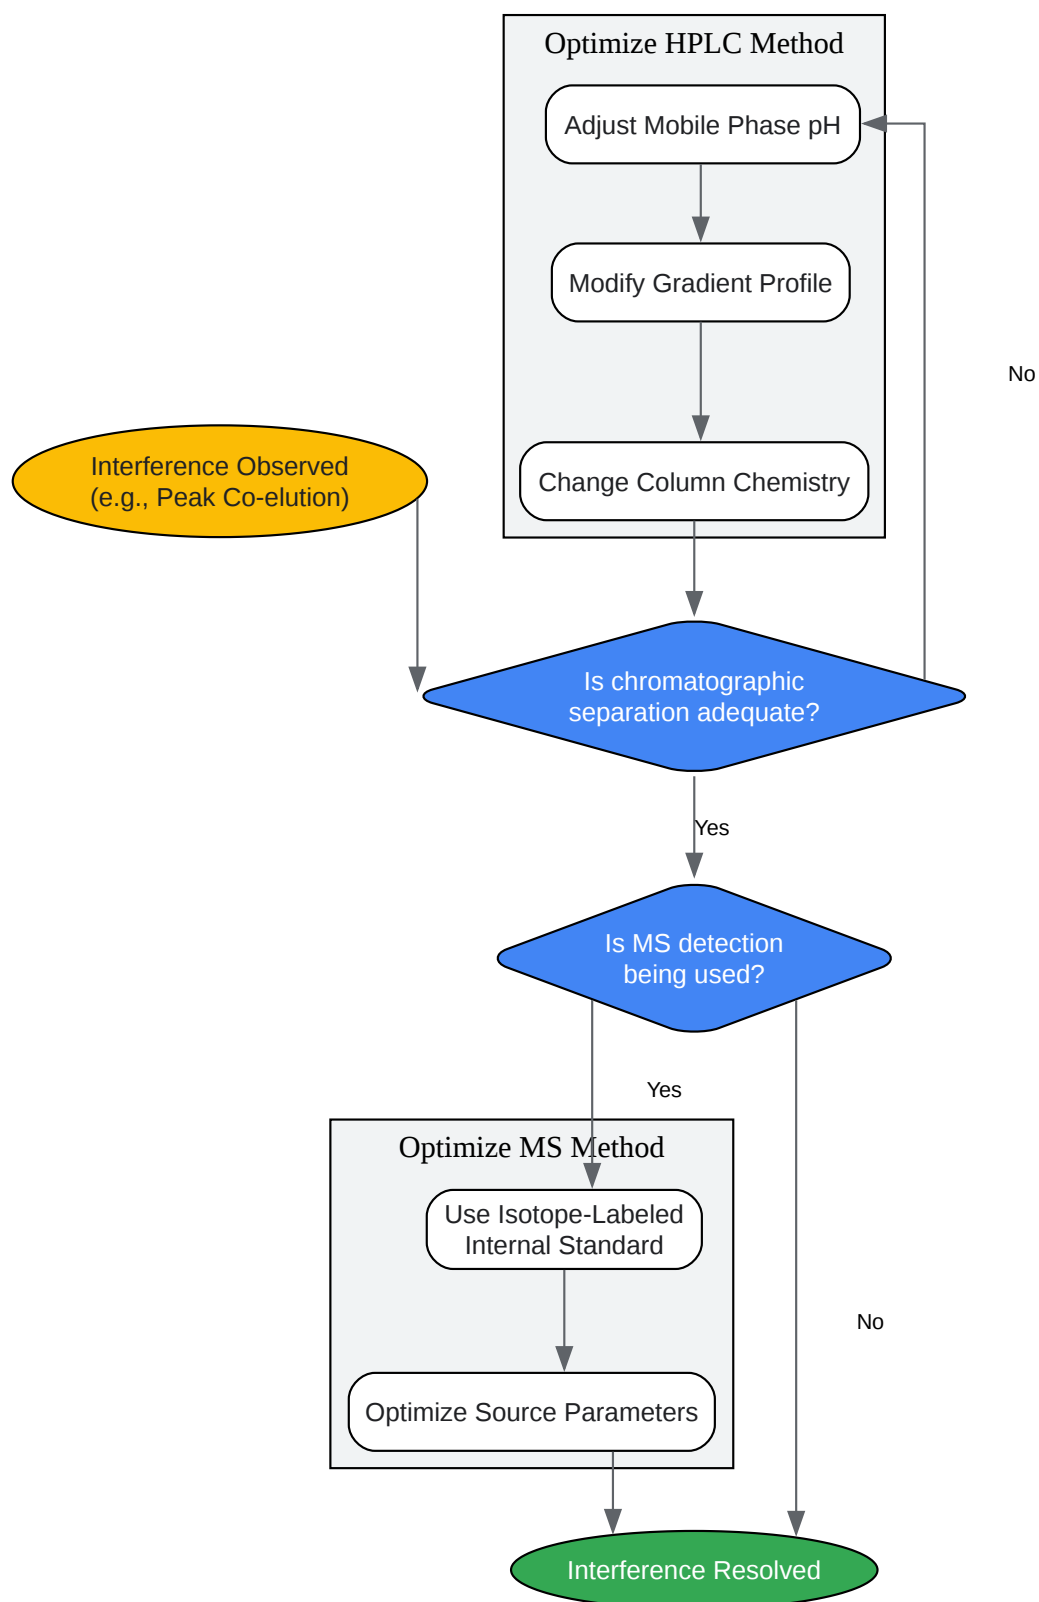 Optimize HPLC Method
Adjust Mobile Phase pH
Modify Gradient Profile
No
Change Column Chemistry
Interference Observed
(e.g., Peak Co-elution)
Is chromatographic
separation adequate?
Yes
Is MS detection
being used?
Yes
Optimize MS Method
Use Isotope-Labeled
Internal Standard
No
Optimize Source Parameters
Interference Resolved